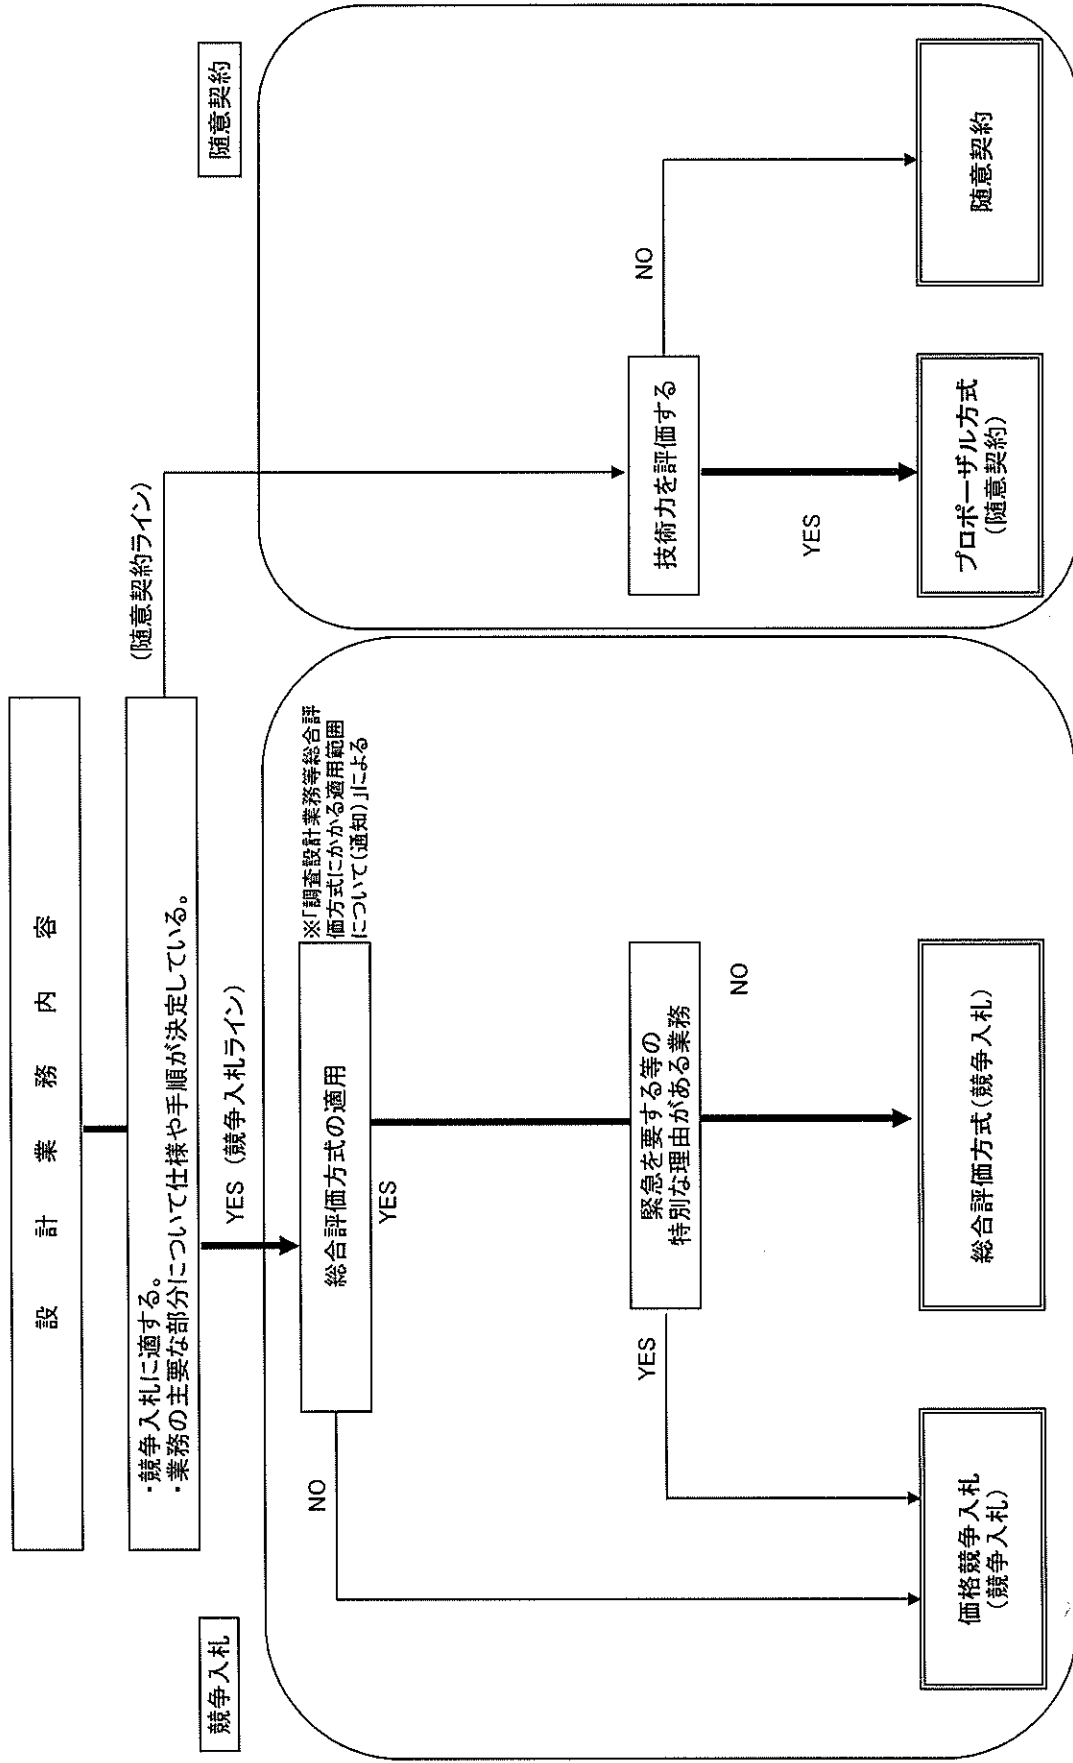 設計業務内容
・競争入札に適する。
・業務の主要な部分について仕様や手順が決定している。
競争入札
YES (競争入札ライン)
(随意契約ライン)
随意契約
総合評価方式の適用
※「調査設計業務等総合評
価方式にかかる適用範囲
について(通知)」による
NO
YES
緊急を要する等の
特別な理由がある業務
YES
NO
技術力を評価する
NO
YES
価格競争入札
(競争入札)
総合評価方式(競争入札)
プロポーザル方式
(随意契約)
随意契約